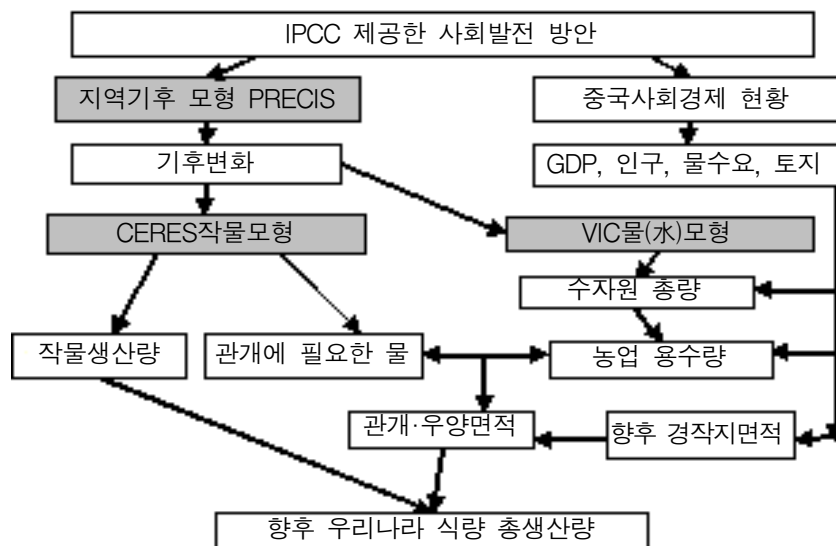 IPCC 제공한 사회발전 방안
지역기후 모형 PRECIS
중국사회경제 현황
기후변화
GDP, 인구, 물수요, 토지
CERES작물모형
VIC물(水)모형
수자원 총량
작물생산량
관개에 필요한 물
농업 용수량
관개·우양면적
향후 경작지면적
향후 우리나라 식량 총생산량